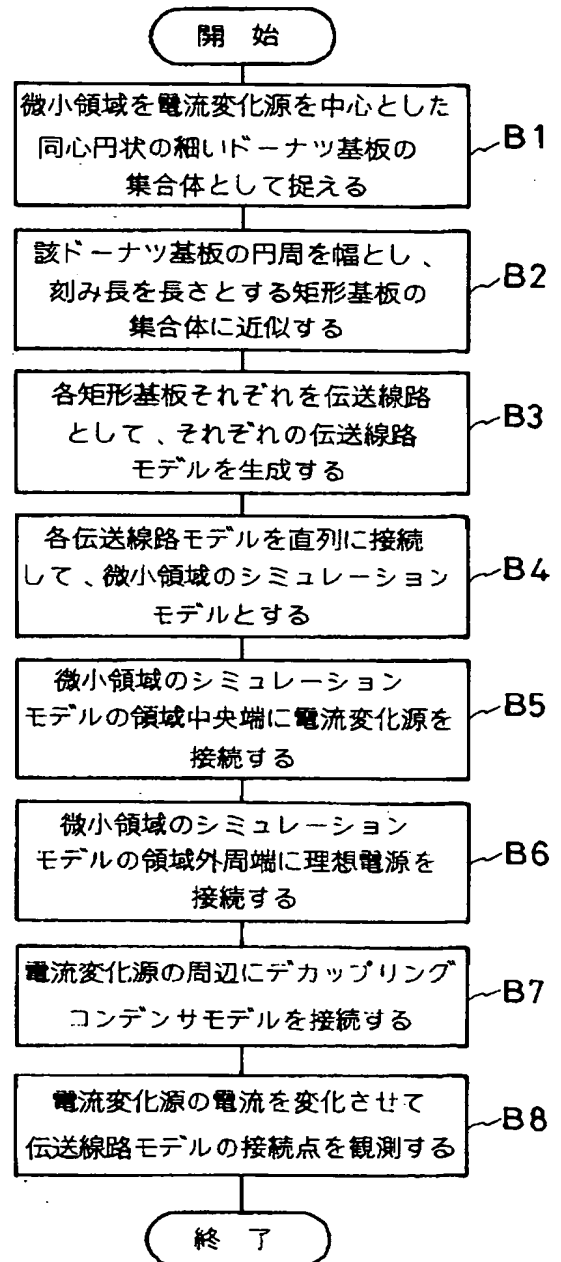 開 始
微小領域を電流変化源を中心とした
同心円状の細いドーナツ基板の
集合体として捉える
B1
該ドーナツ基板の円周を幅とし、
刻み長を長さとする矩形基板の
集合体に近似する
B2
各矩形基板それぞれを伝送線路
として、それぞれの伝送線路
モデルを生成する
B3
各伝送線路モデルを直列に接続
して、微小領域のシミュレーション
モデルとする
B4
微小領域のシミュレーション
モデルの領域中央端に電流変化源を
接続する
B5
微小領域のシミュレーション
モデルの領域外周端に理想電源を
接続する
B6
電流変化源の周辺にデカップリング
コンデンサモデルを接続する
B7
電流変化源の電流を変化させて
伝送線路モデルの接続点を観測する
B8
終 了